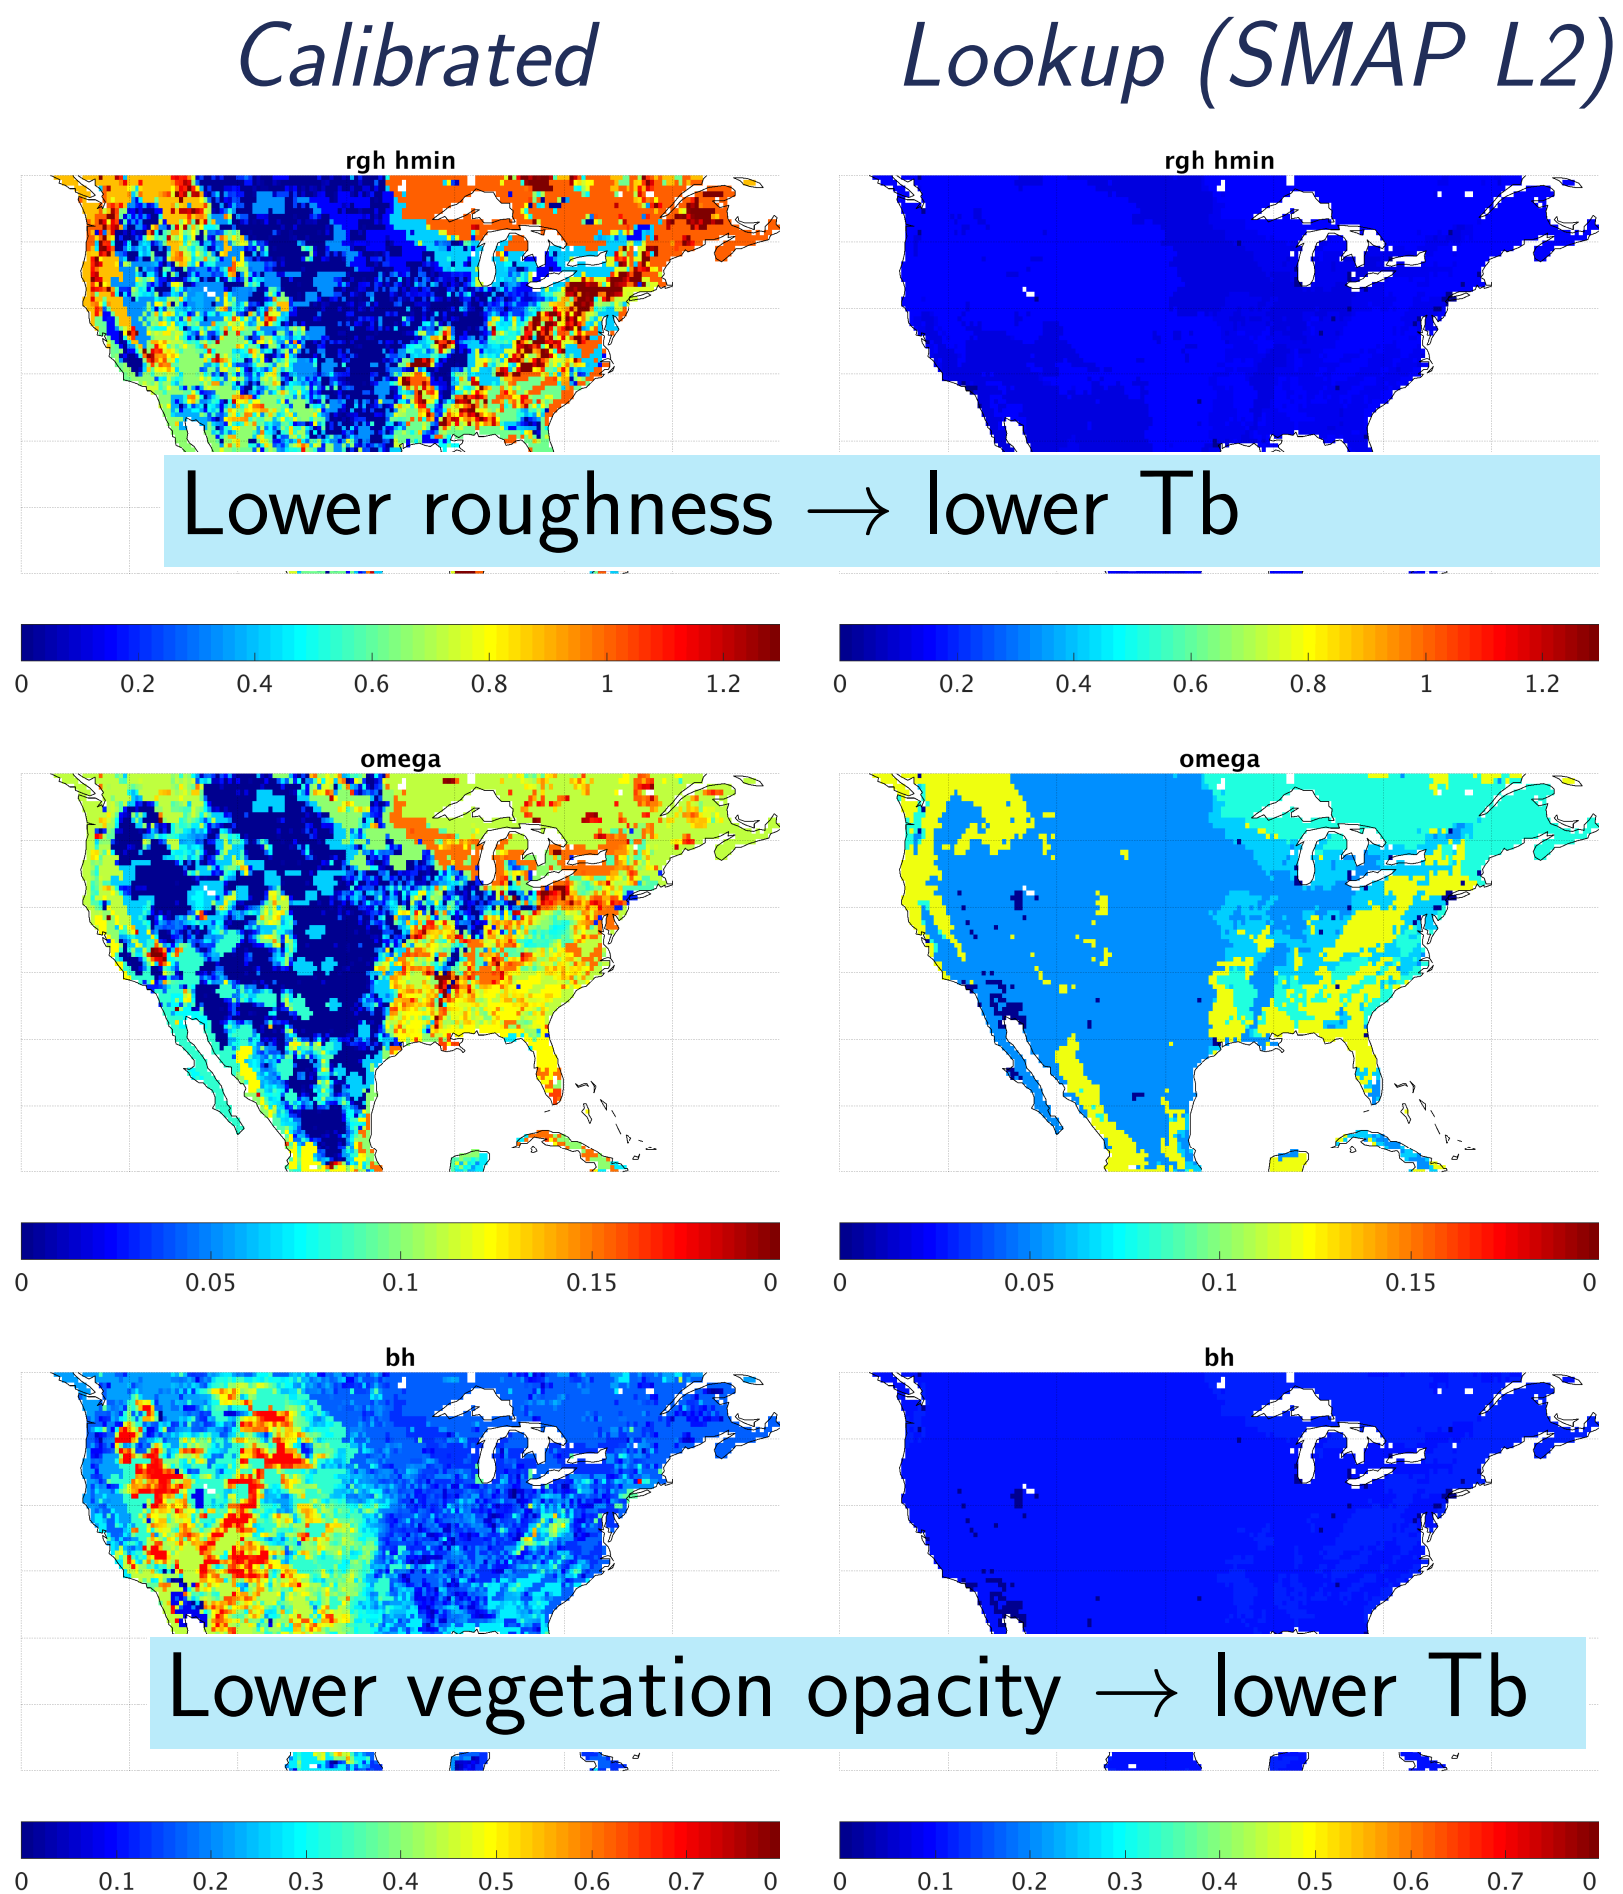 Calibrated Lookup (SMAP L2)
rgh hmin rgh hmin
Lower roughness → lower Tb
0 0.2 0.4 0.6 0.8 1 1.2 0 0.2 0.4 0.6 0.8 1 1.2
omega omega
0 0.05 0.1 0.15 0 0 0.05 0.1 0.15 0
bh bh
Lower vegetation opacity → lower Tb
0 0.1 0.2 0.3 0.4 0.5 0.6 0.7 0 0 0.1 0.2 0.3 0.4 0.5 0.6 0.7 0